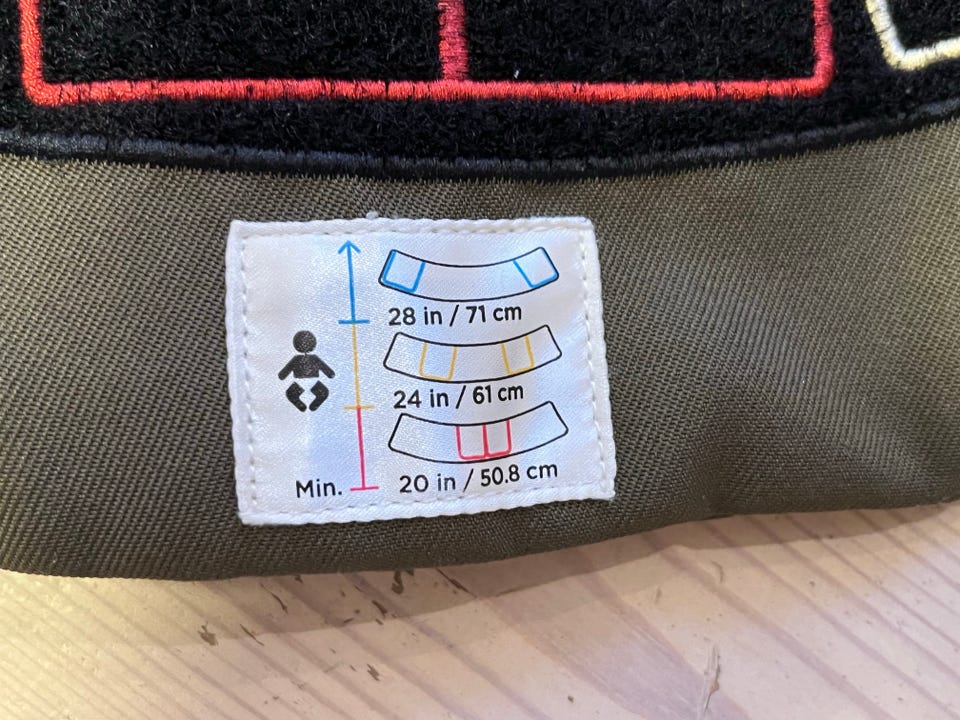 28 in / 71 cm
24 in / 61 cm
Min. 20 in / 50.8 cm